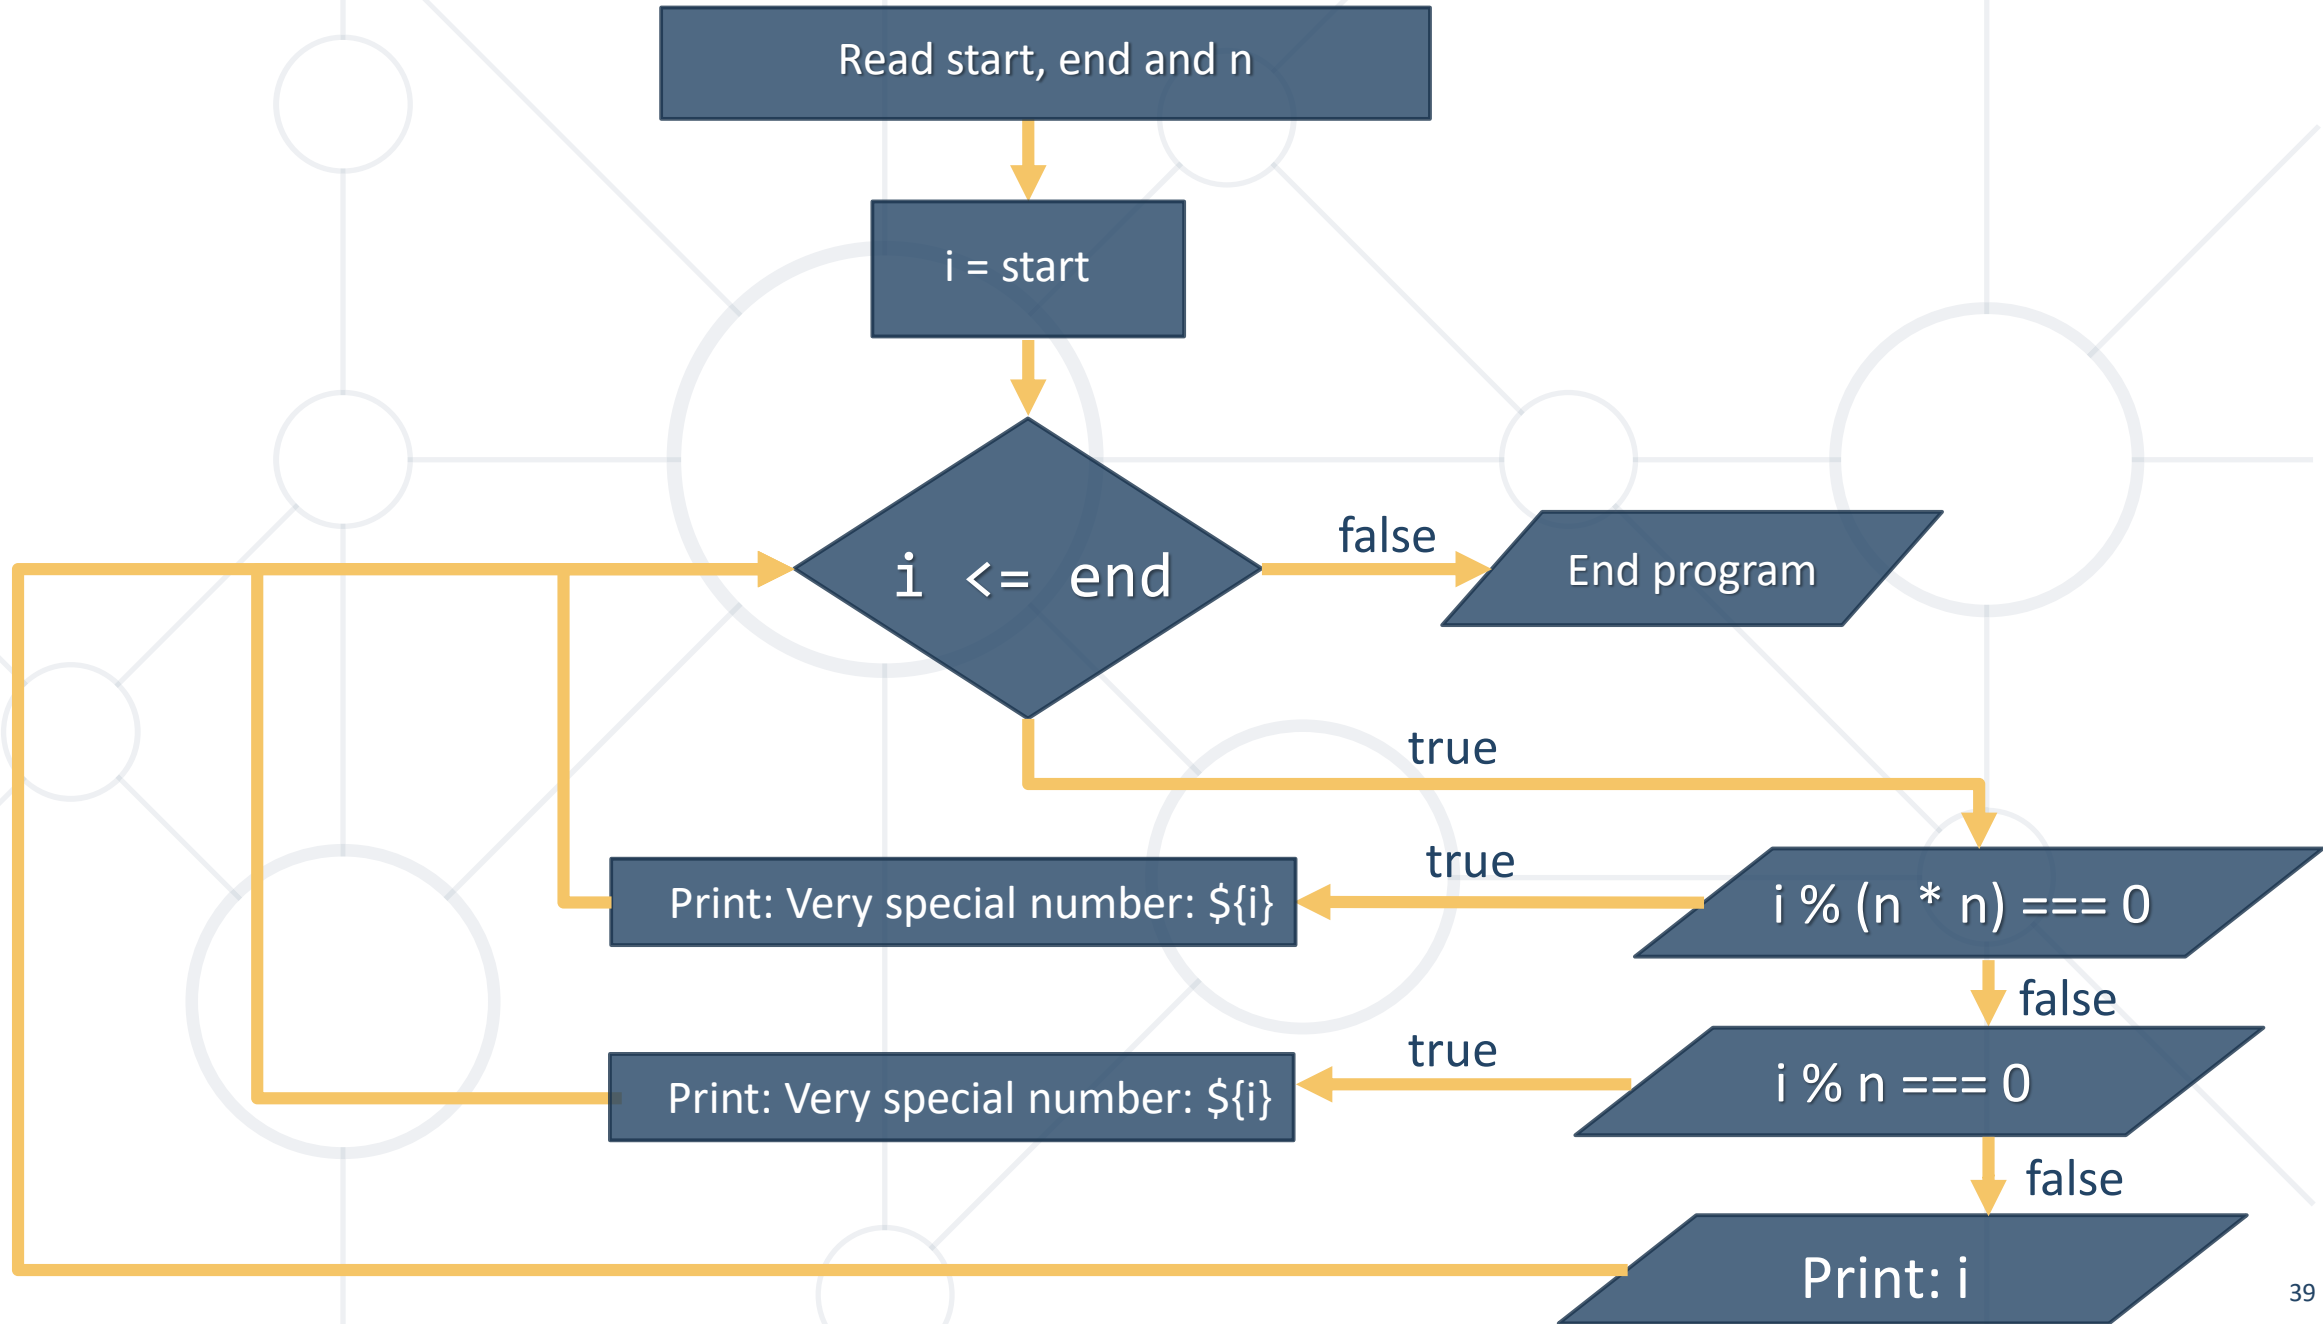 Read start, end and n
i = start
i <= end
false
End program
true
true
Print: Very special number: ${i}
i % (n * n) === 0
false
true
Print: Very special number: ${i}
i % n === 0
false
Print: i
39